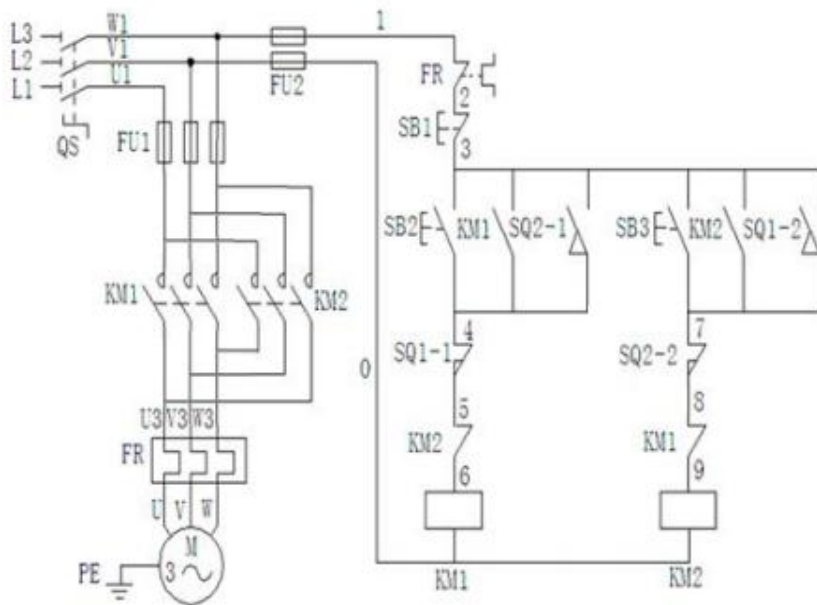 L3 W1 1
L2 V1
L1 U1
FU2
QS
FU1
FR
2
SB1
3
SB2 KM1 SQ2-1 SB3 KM2 SQ1-2
KM1 KM2
0
4 7
SQ1-1 SQ2-2
5 8
KM2 KM1
6 9
U3 V3 W3
FR
U V W
M
3
PE
KM1 KM2